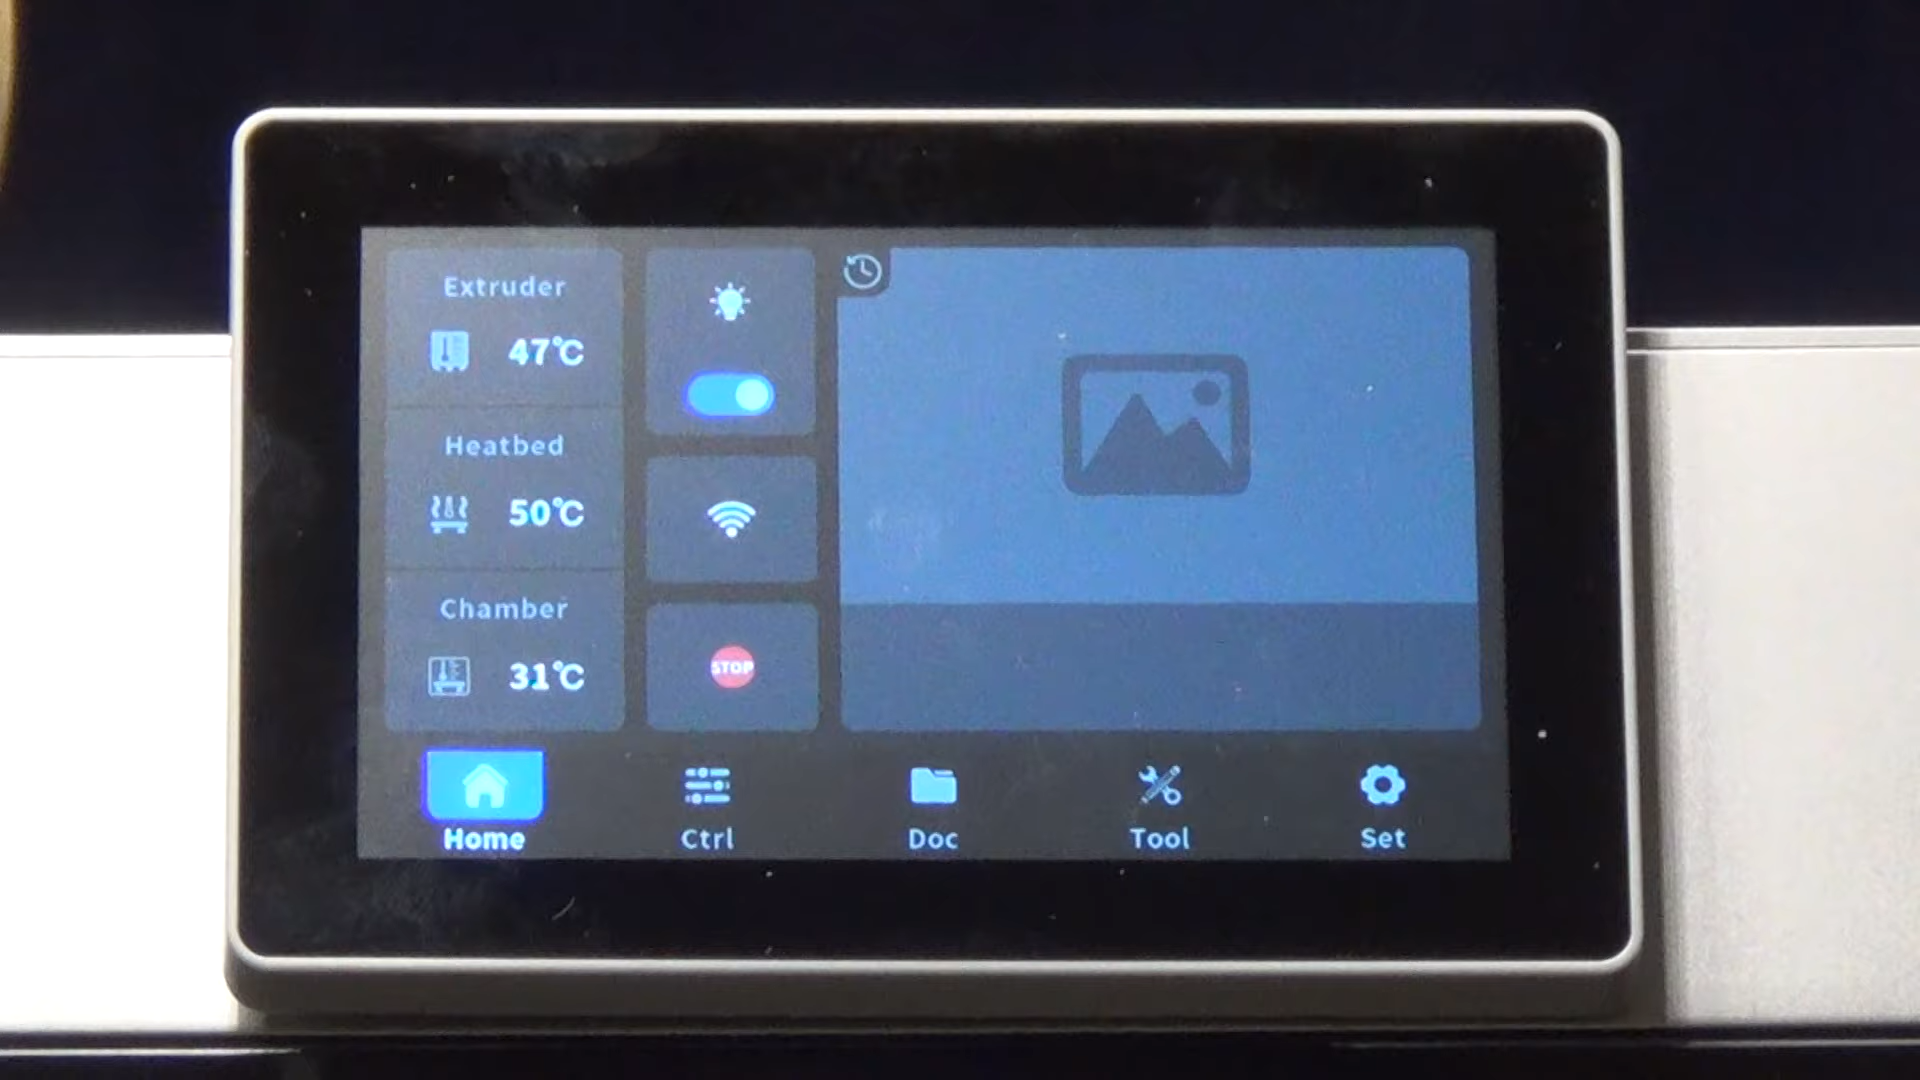 Extruder
47℃
Heatbed
50℃
Chamber
31℃
STOP
Home
Ctrl
Doc
Tool
Set